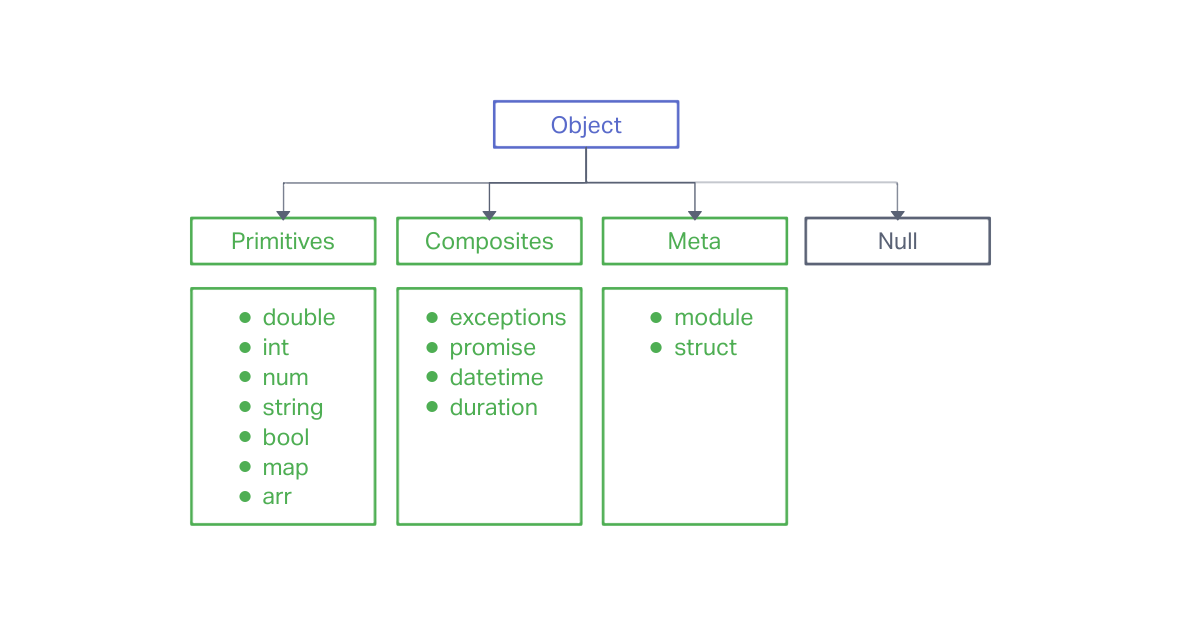 Object
Primitives
Composites
Meta
Null
• double
• int
• num
• string
• bool
• map
• arr
• exceptions
• promise
• datetime
• duration
• module
• struct